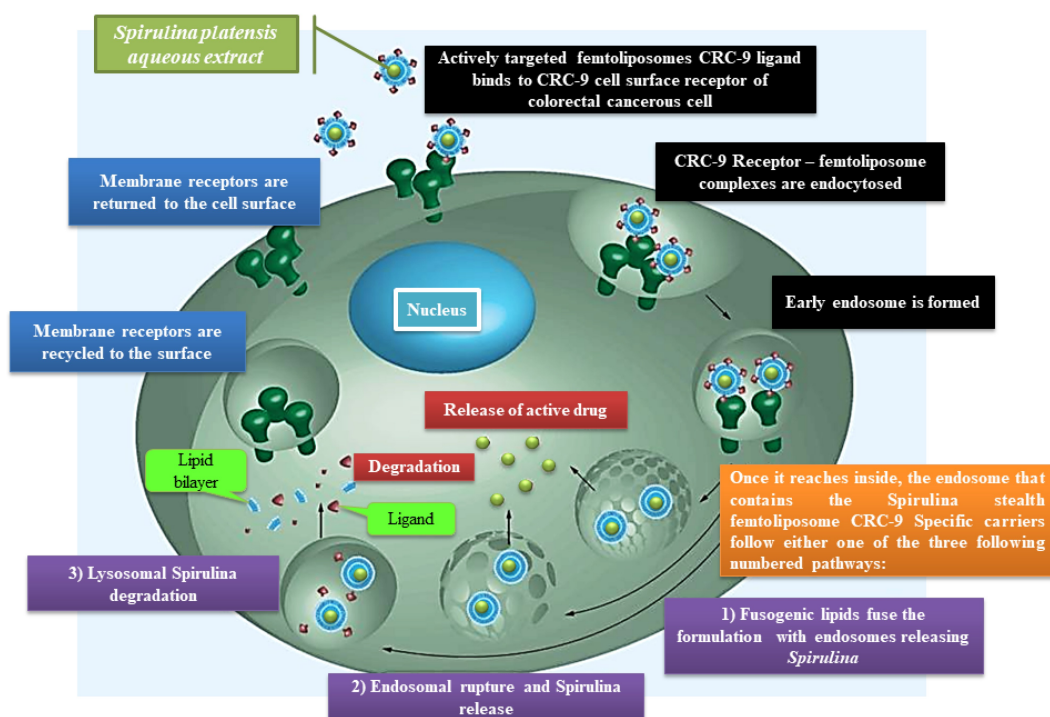 Spirulina platensis
aqueous extract
Actively targeted femtoliposomes CRC-9 ligand
binds to CRC-9 cell surface receptor of
colorectal cancerous cell
Membrane receptors are
returned to the cell surface
CRC-9 Receptor – femtoliposome
complexes are endocytosed
Nucleus
Early endosome is formed
Membrane receptors are
recycled to the surface
Release of active drug
Lipid
bilayer
Degradation
Ligand
Once it reaches inside, the endosome that
contains the Spirulina stealth
femtoliposome CRC-9 Specific carriers
follow either one of the three following
numbered pathways:
3) Lysosomal Spirulina
degradation
1) Fusogenic lipids fuse the
formulation with endosomes releasing
Spirulina
2) Endosomal rupture and Spirulina
release